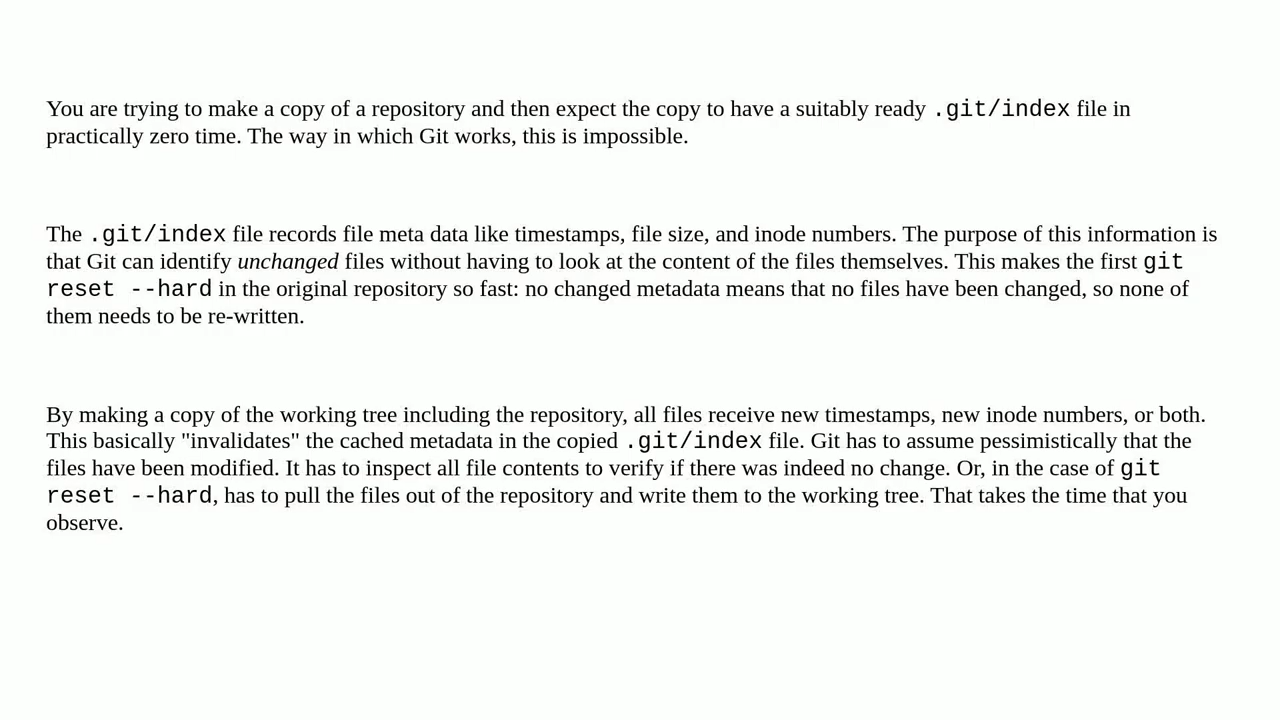 You are trying to make a copy of a repository and then expect the copy to have a suitably ready .git/index file in
practically zero time. The way in which Git works, this is impossible.
The .git/index file records file meta data like timestamps, file size, and inode numbers. The purpose of this information is
that Git can identify unchanged files without having to look at the content of the files themselves. This makes the first git
reset --hard in the original repository so fast: no changed metadata means that no files have been changed, so none of
them needs to be re-written.
By making a copy of the working tree including the repository, all files receive new timestamps, new inode numbers, or both.
This basically "invalidates" the cached metadata in the copied .git/index file. Git has to assume pessimistically that the
files have been modified. It has to inspect all file contents to verify if there was indeed no change. Or, in the case of git
reset --hard, has to pull the files out of the repository and write them to the working tree. That takes the time that you
observe.